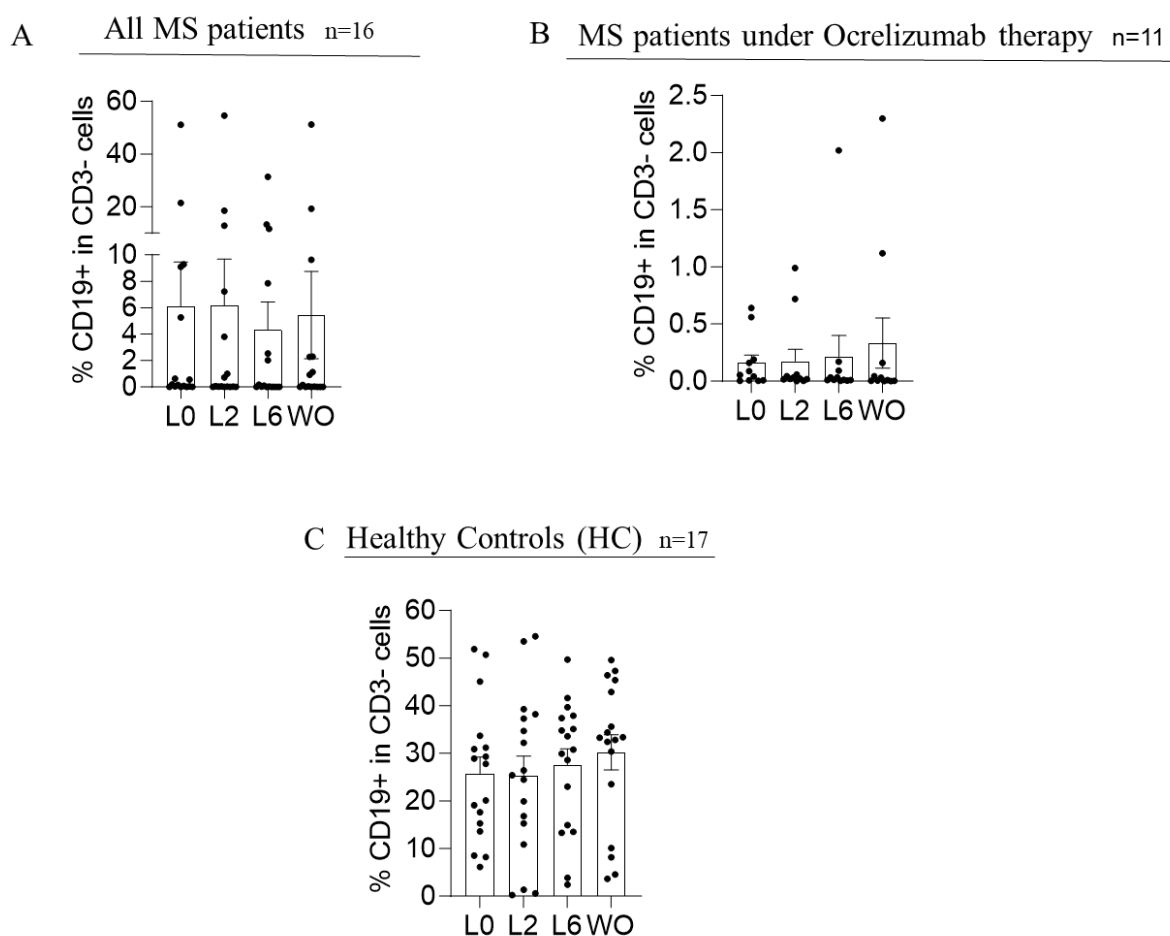 A All MS patients n=16
% CD19+ in CD3- cells
60
40
20
10
8
6
4
2
0
L0 L2 L6 WO
B MS patients under Ocrelizumab therapy n=11
% CD19+ in CD3- cells
2.5
2.0
1.5
1.0
0.5
0.0
L0 L2 L6 WO
C Healthy Controls (HC) n=17
% CD19+ in CD3- cells
60
50
40
30
20
10
0
L0 L2 L6 WO